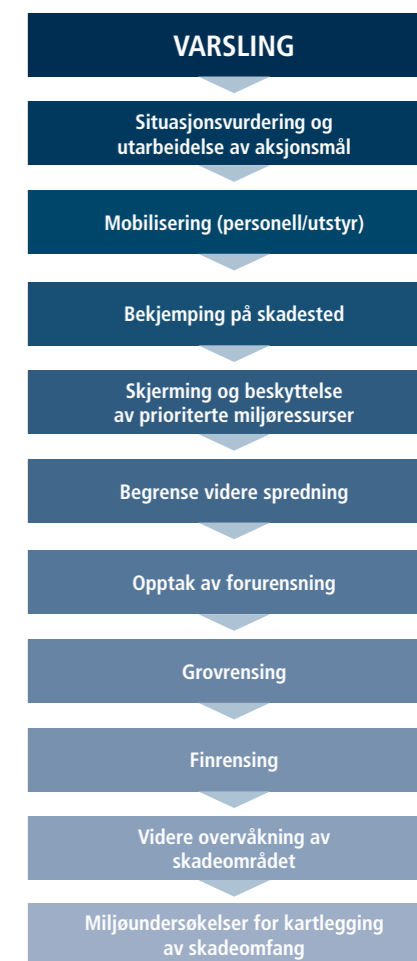 VARSLING
Situasjonsvurdering og
utarbeidelse av aksjonsmål
Mobilisering (personell/utstyr)
Bekjemping på skadested
Skjerming og beskyttelse
av prioriterte miljøressurser
Begrense videre spredning
Opptak av forurensning
Grovrensing
Finrensing
Videre overvåkning av
skadeområdet
Miljøundersøkelser for kartlegging
av skadeomfang